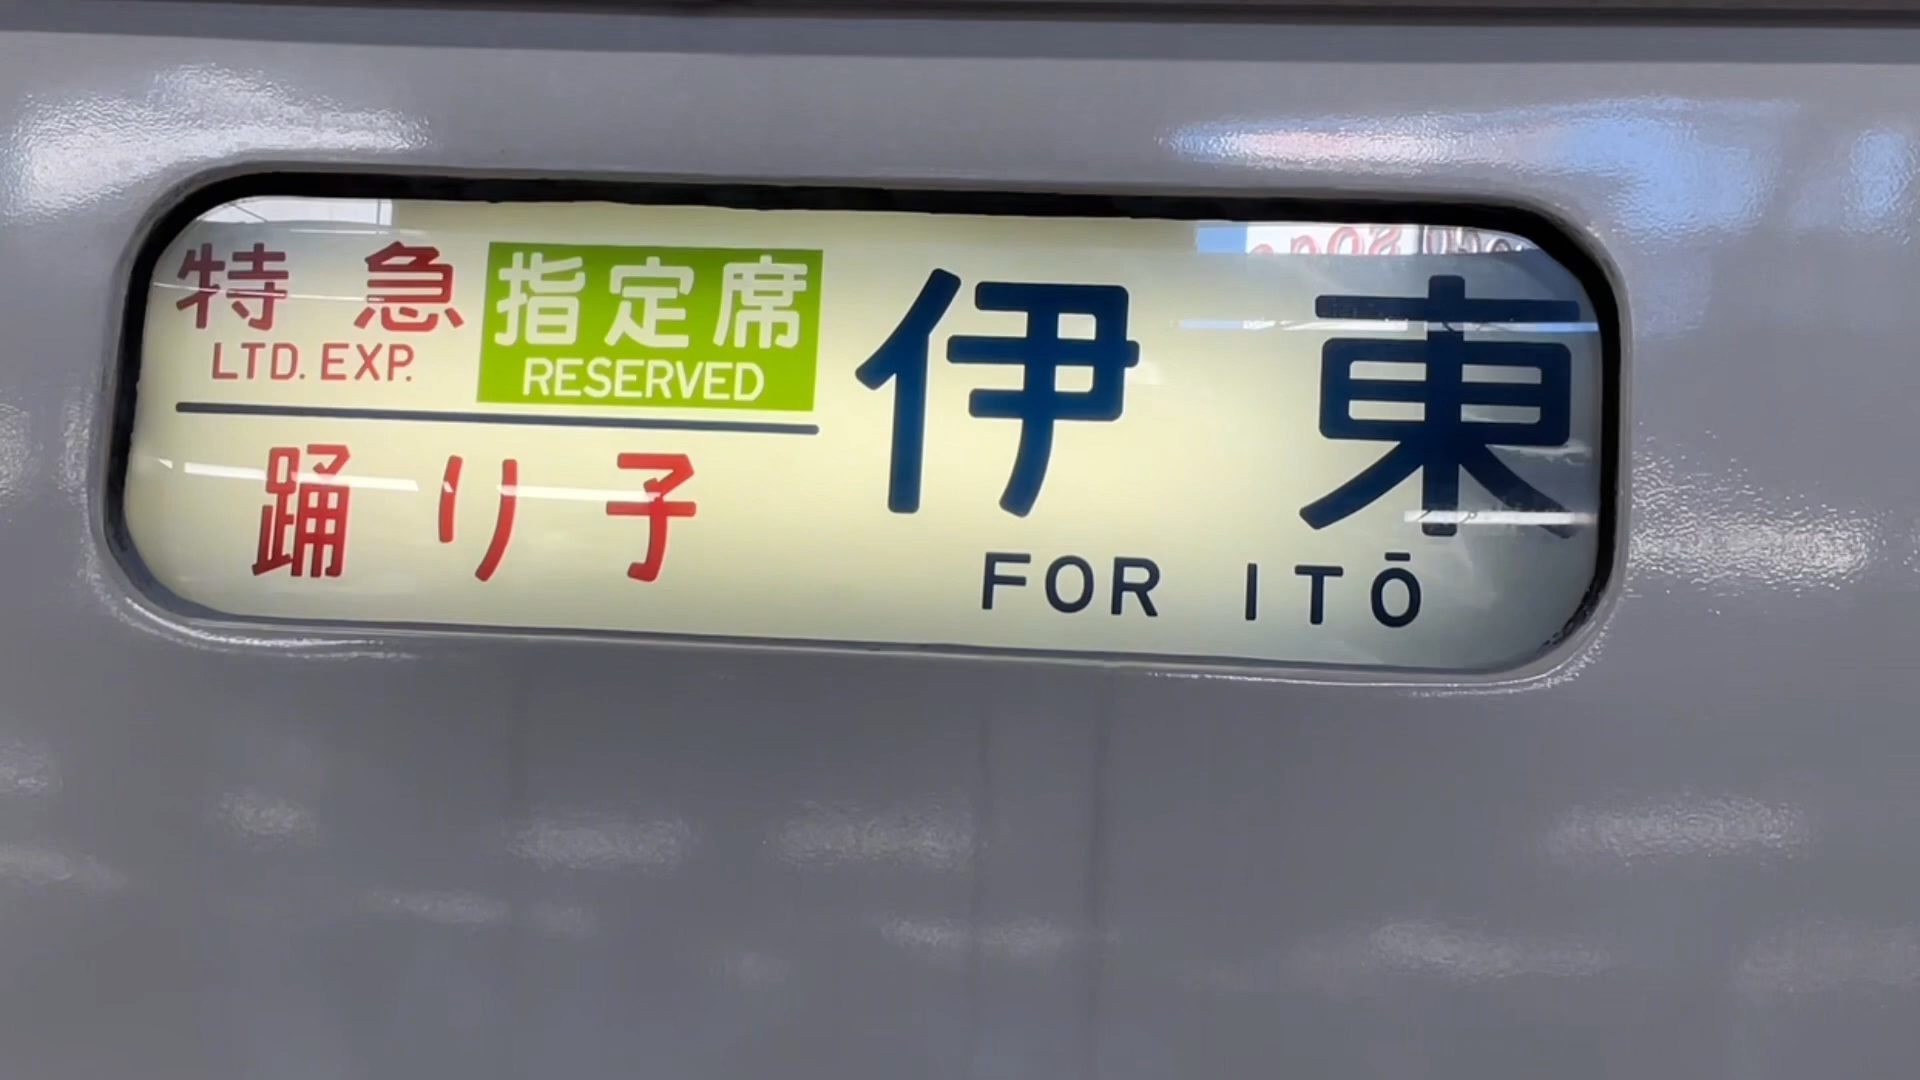 特急
LTD. EXP.
指定席
RESERVED
踊り子
伊東
FOR ITŌ